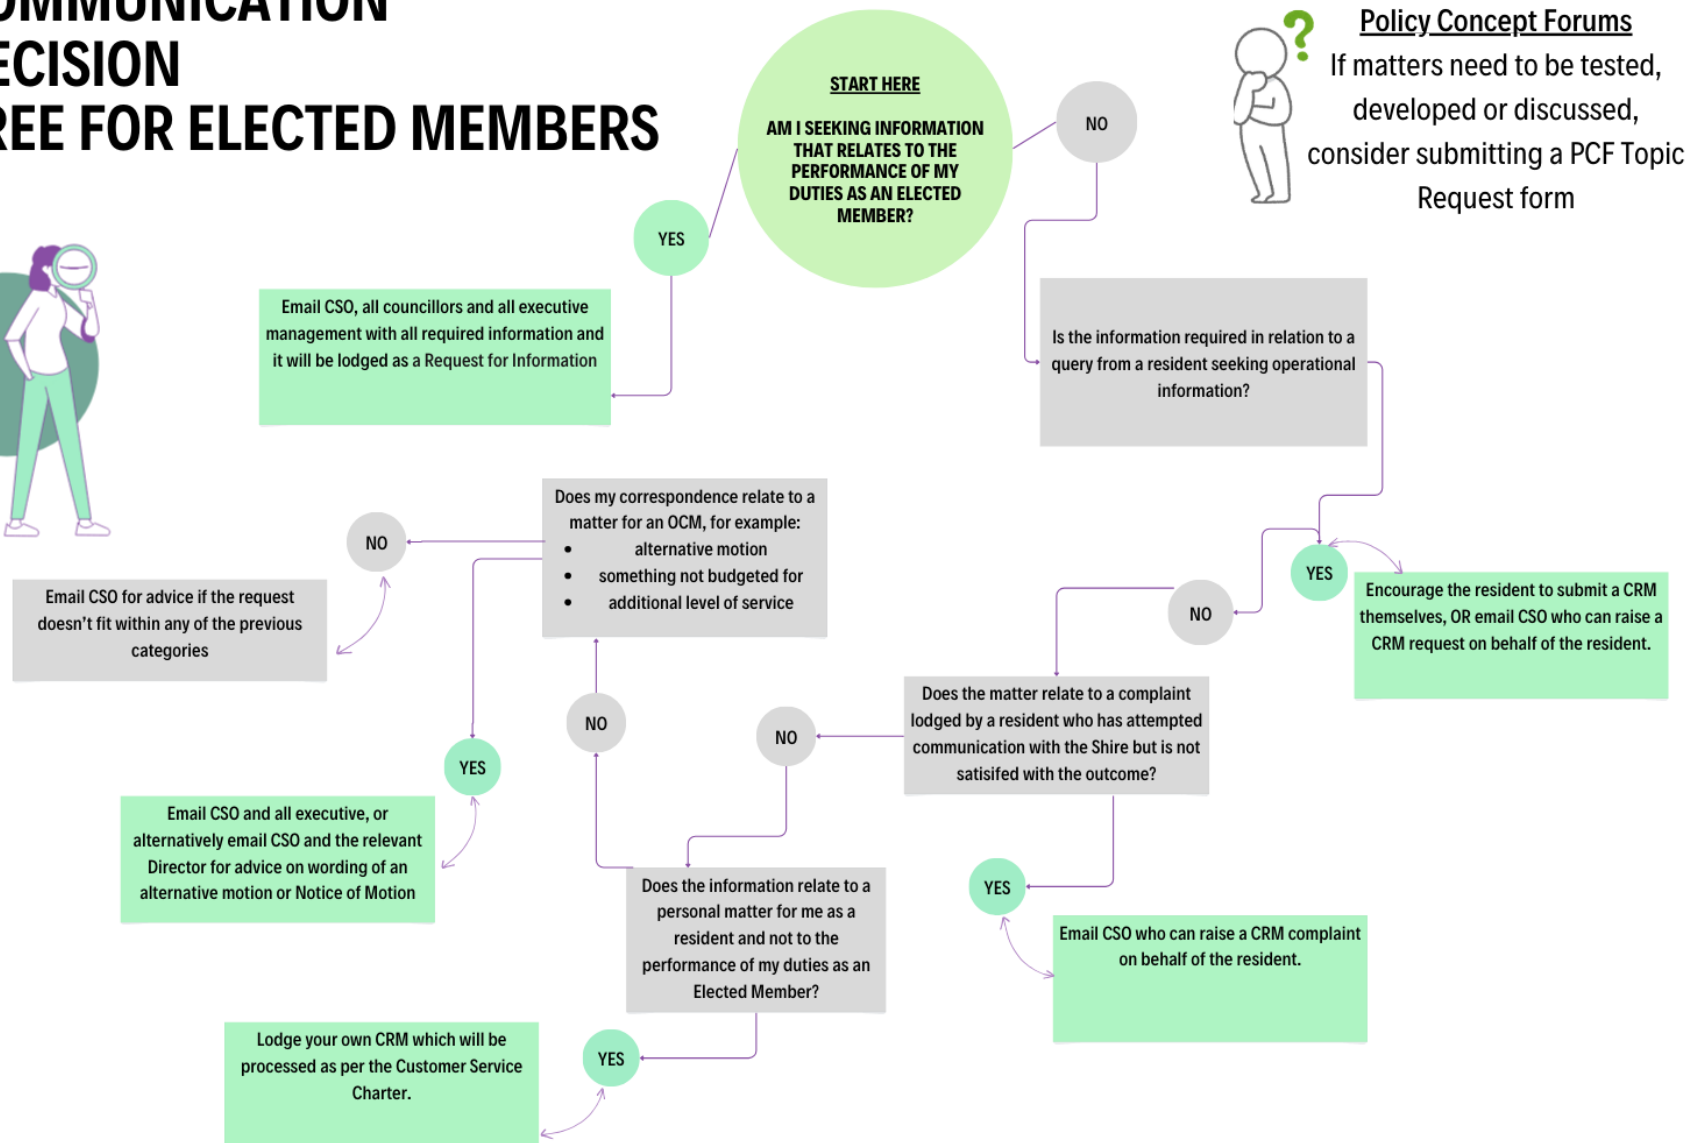 OMMUNICATION
ECISION
REE FOR ELECTED MEMBERS
START HERE
AM I SEEKING INFORMATION
THAT RELATES TO THE
PERFORMANCE OF MY
DUTIES AS AN ELECTED
MEMBER?
NO
?
Policy Concept Forums
If matters need to be tested,
developed or discussed,
consider submitting a PCF Topic
Request form
YES
Email CSO, all councillors and all executive
management with all required information and
it will be lodged as a Request for Information
Is the information required in relation to a
query from a resident seeking operational
information?
YES
Encourage the resident to submit a CRM
themselves, OR email CSO who can raise a
CRM request on behalf of the resident.
NO
Does the matter relate to a complaint
lodged by a resident who has attempted
communication with the Shire but is not
satisifed with the outcome?
YES
Email CSO who can raise a CRM complaint
on behalf of the resident.
NO
Does the information relate to a
personal matter for me as a
resident and not to the
performance of my duties as an
Elected Member?
YES
Lodge your own CRM which will be
processed as per the Customer Service
Charter.
NO
Does my correspondence relate to a
matter for an OCM, for example:
• alternative motion
• something not budgeted for
• additional level of service
YES
Email CSO and all executive, or
alternatively email CSO and the relevant
Director for advice on wording of an
alternative motion or Notice of Motion
NO
Email CSO for advice if the request
doesn't fit within any of the previous
categories